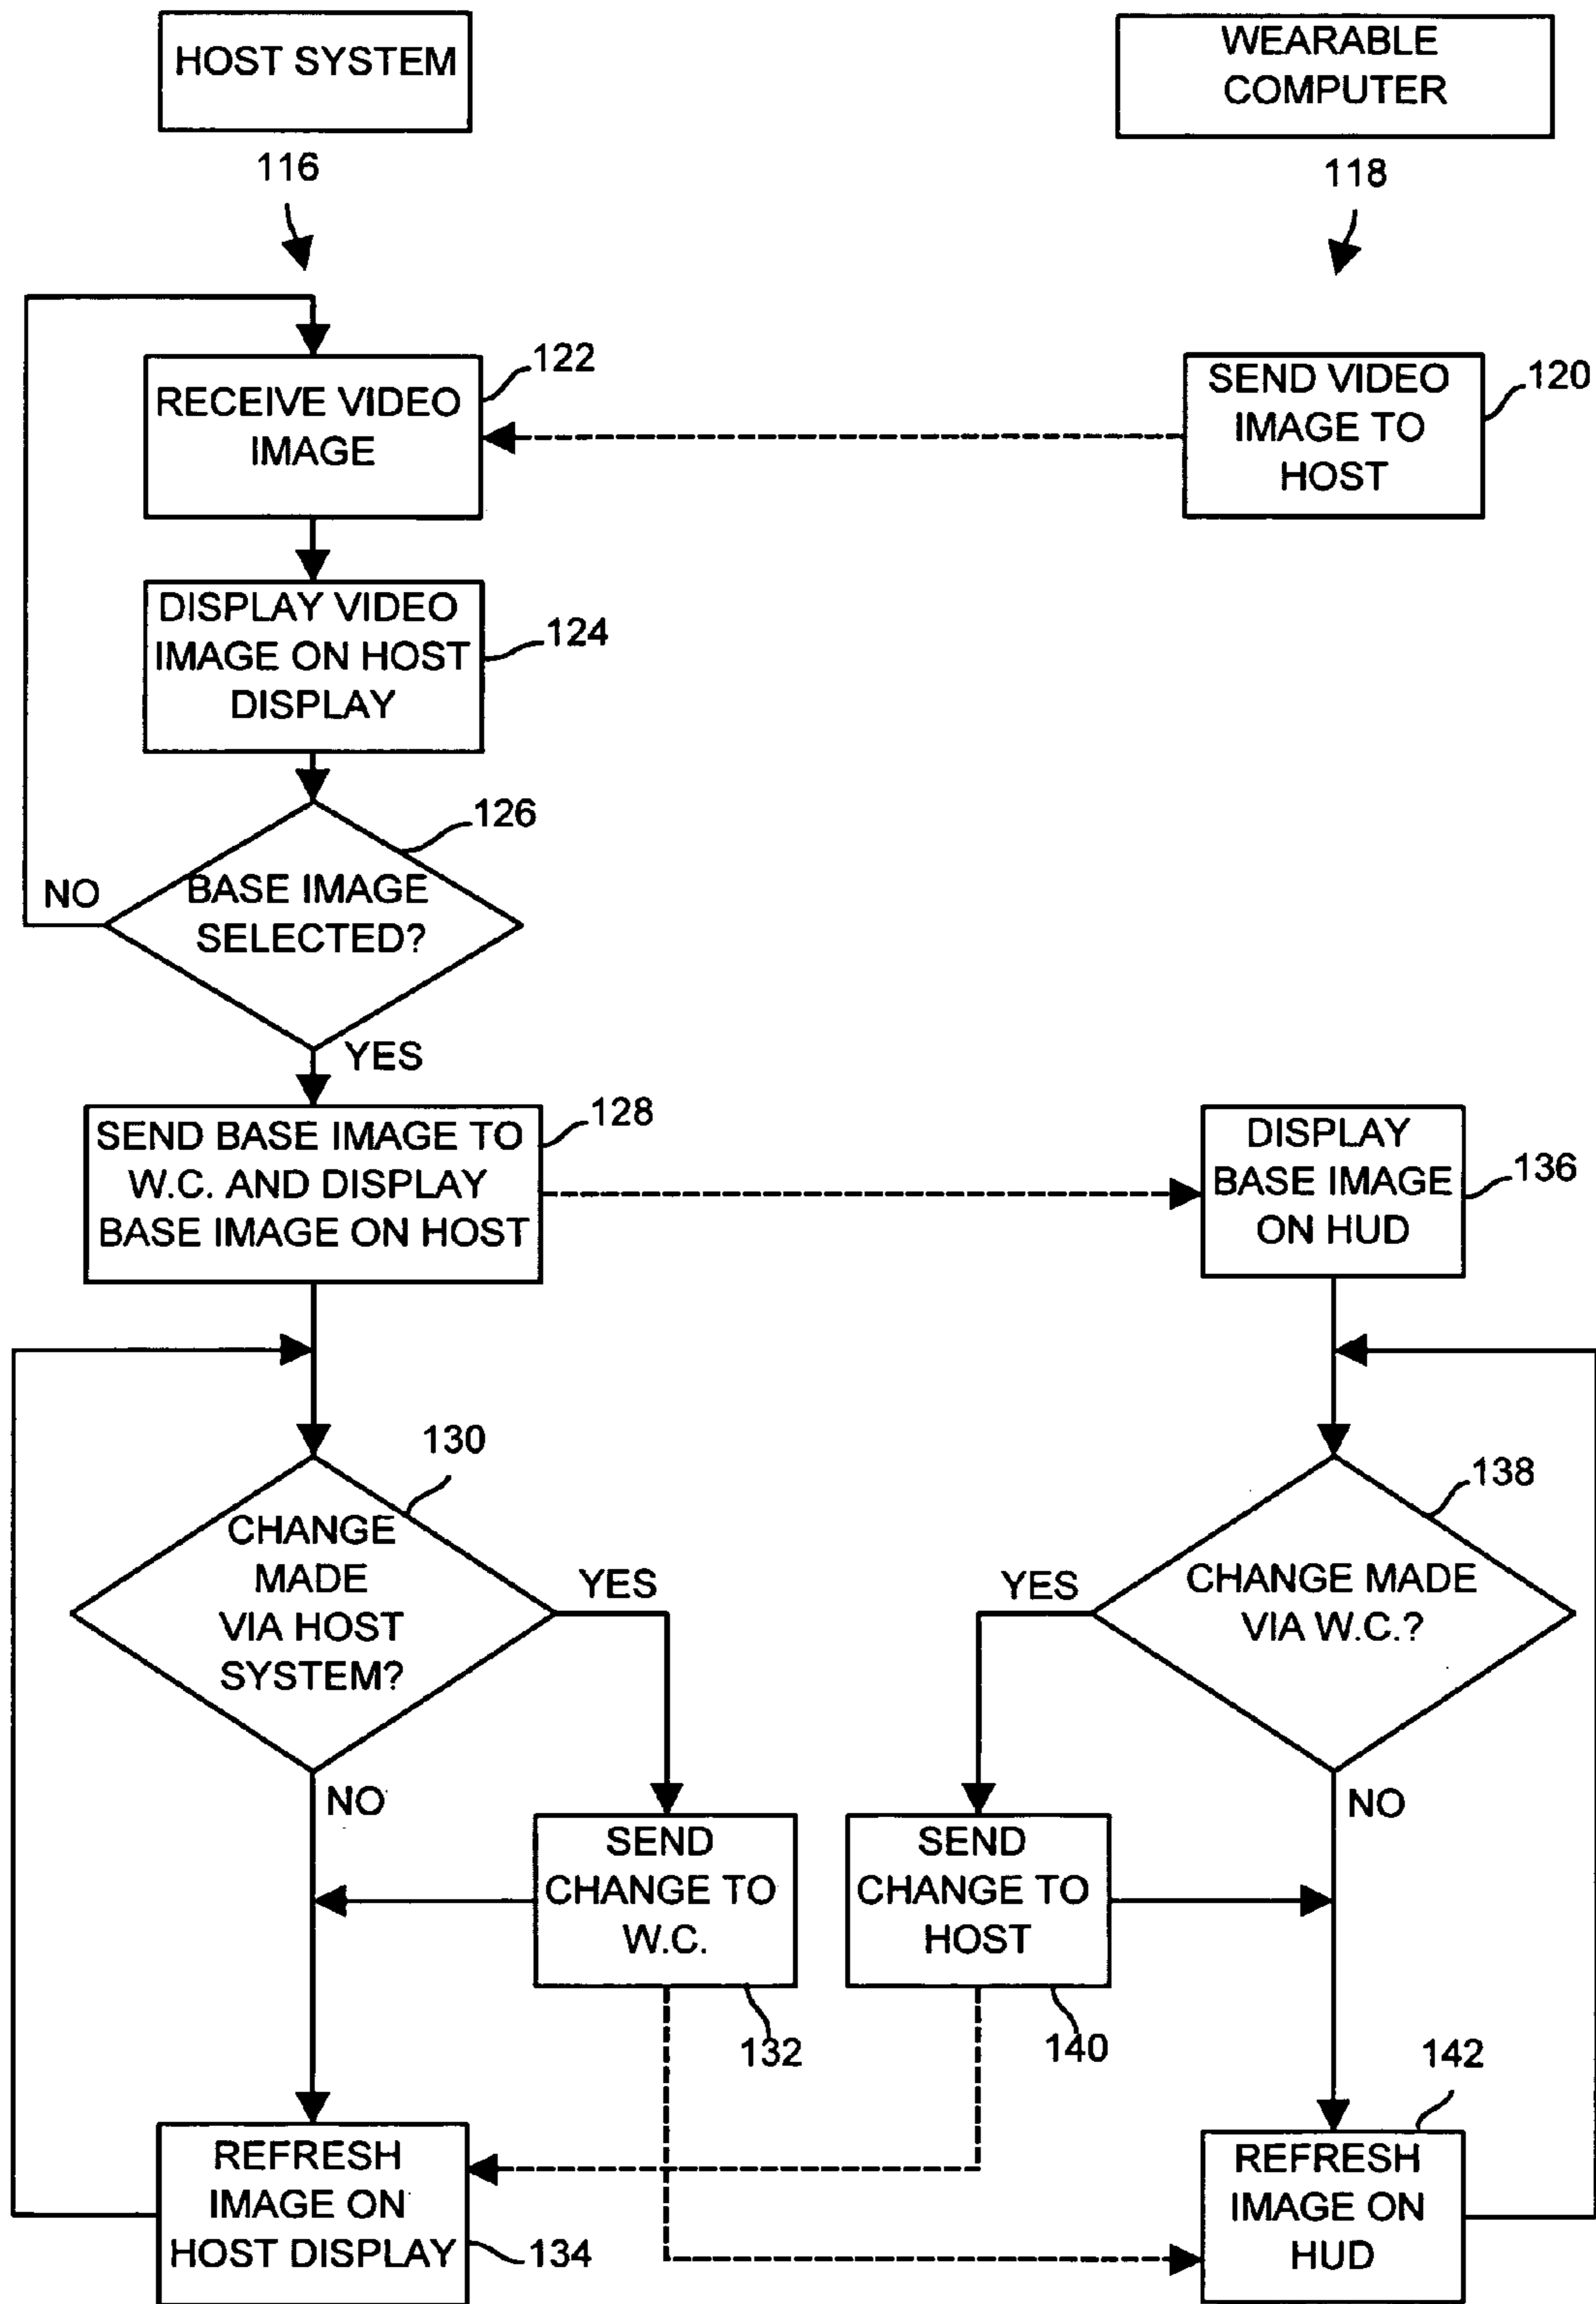 HOST SYSTEM
WEARABLE
COMPUTER
116
118
122
RECEIVE VIDEO
IMAGE
SEND VIDEO
IMAGE TO
HOST
120
DISPLAY VIDEO
IMAGE ON HOST
DISPLAY
124
126
NO
BASE IMAGE
SELECTED?
YES
128
SEND BASE IMAGE TO
W.C. AND DISPLAY
BASE IMAGE ON HOST
DISPLAY
BASE IMAGE
ON HUD
136
130
CHANGE
MADE
VIA HOST
SYSTEM?
YES
138
YES
CHANGE MADE
VIA W.C.?
NO
NO
SEND
CHANGE TO
W.C.
132
SEND
CHANGE TO
HOST
140
REFRESH
IMAGE ON
HOST DISPLAY
134
142
REFRESH
IMAGE ON
HUD